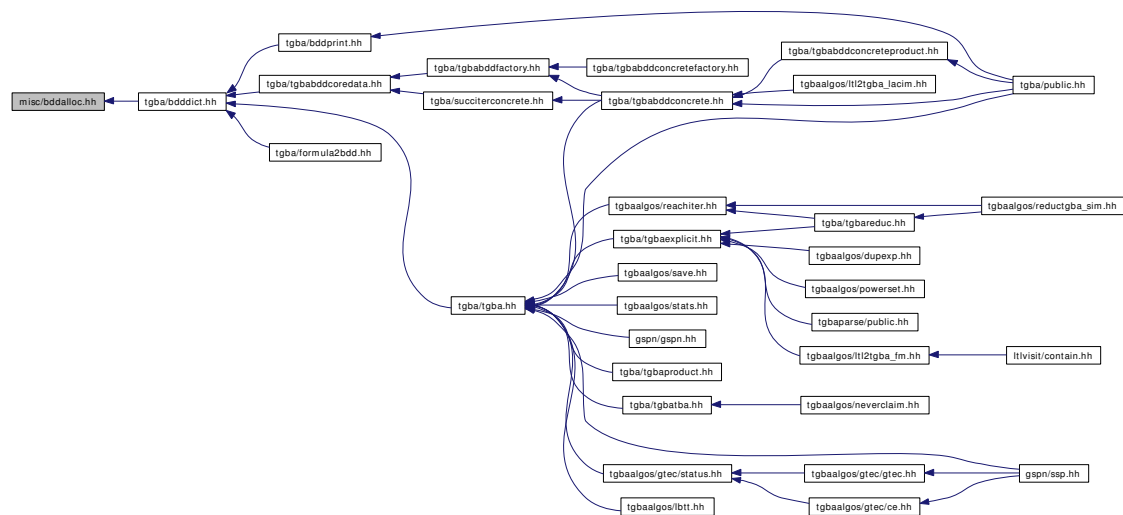 tgba/bddprint.hh
tgba/tgbabddconcreteproduct.hh
tgba/tgbabddfactory.hh
tgba/tgbabddconcretefactory.hh
tgba/tgbabddcoredata.hh
tgbaalgos/ltl2tgba_lacim.hh
tgba/public.hh
misc/bddalloc.hh
tgba/bdddict.hh
tgba/succiterconcrete.hh
tgba/tgbabddconcrete.hh
tgba/formula2bdd.hh
tgbaalgos/reachiter.hh
tgbaalgos/reductgba_sim.hh
tgba/tgbareduc.hh
tgba/tgbaexplicit.hh
tgbaalgos/dupexp.hh
tgbaalgos/save.hh
tgbaalgos/powerset.hh
tgba/tgba.hh
tgbaalgos/stats.hh
tgbaparse/public.hh
gspn/gspn.hh
tgbaalgos/ltl2tgba_fm.hh
ltlvisit/contain.hh
tgba/tgbaproduct.hh
tgba/tgbatba.hh
tgbaalgos/neverclaim.hh
tgbaalgos/gtec/status.hh
tgbaalgos/gtec/gtec.hh
gspn/ssp.hh
tgbaalgos/lbtt.hh
tgbaalgos/gtec/ce.hh